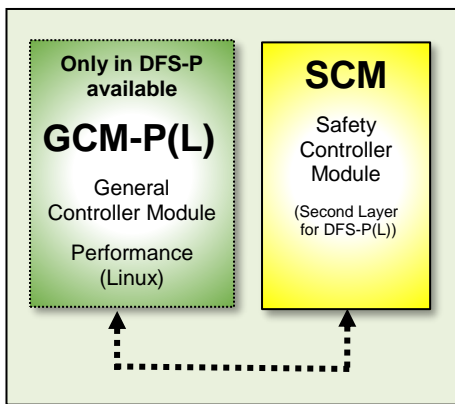 Only in DFS-P
available
GCM-P(L)
General
Controller Module
Performance
(Linux)
SCM
Safety
Controller
Module
(Second Layer
for DFS-P(L))